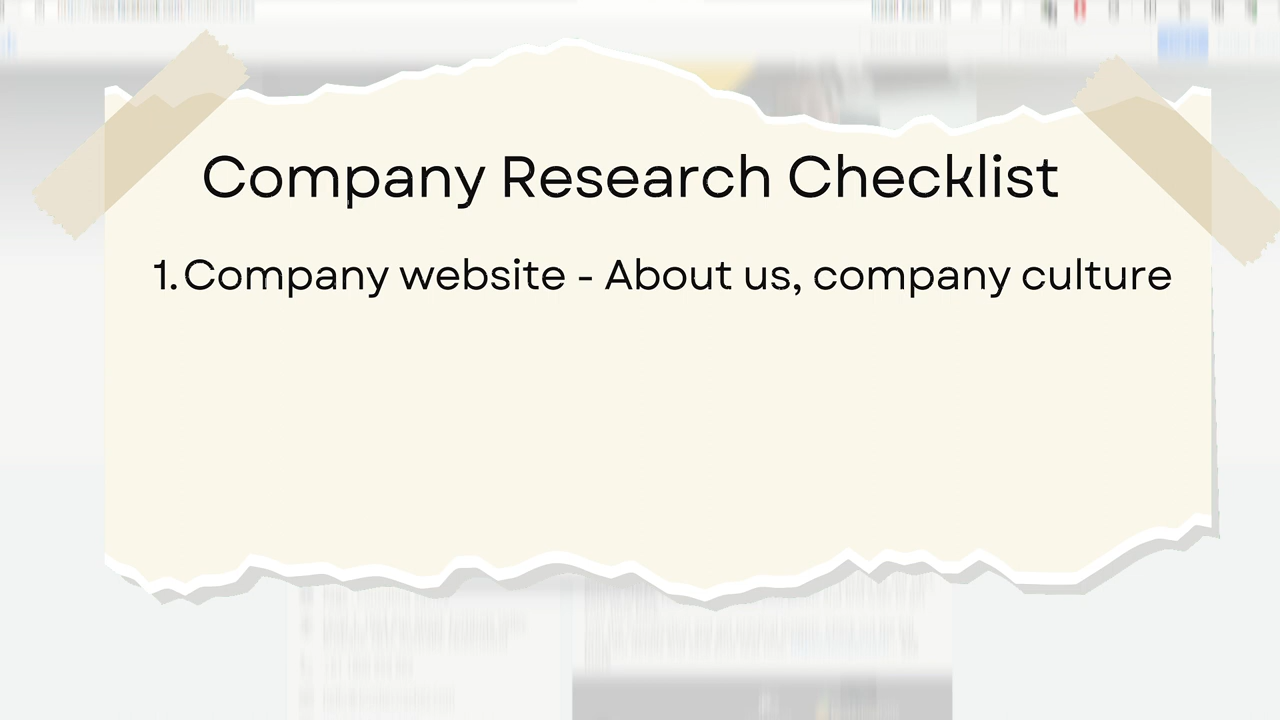 Company Research Checklist
1. Company website - About us, company culture